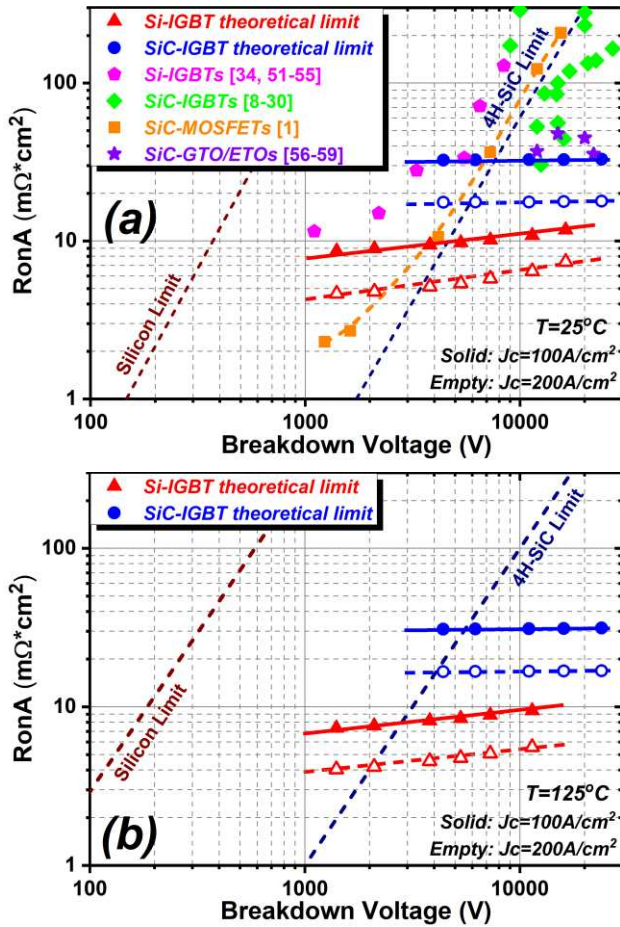 RonA (mΩ*cm²)
100
10
1
Si-IGBT theoretical limit
SiC-IGBT theoretical limit
Si-IGBTs [34, 51-55]
SiC-IGBTs [8-30]
SiC-MOSFETs [1]
SiC-GTO/ETOs [56-59]
4H-SiC Limit
Silicon Limit
(a)
T=25°C
Solid: Jc=100A/cm²
Empty: Jc=200A/cm²
100
1000
10000
Breakdown Voltage (V)
RonA (mΩ*cm²)
100
10
1
Si-IGBT theoretical limit
SiC-IGBT theoretical limit
4H-SiC Limit
Silicon Limit
(b)
T=125°C
Solid: Jc=100A/cm²
Empty: Jc=200A/cm²
100
1000
10000
Breakdown Voltage (V)